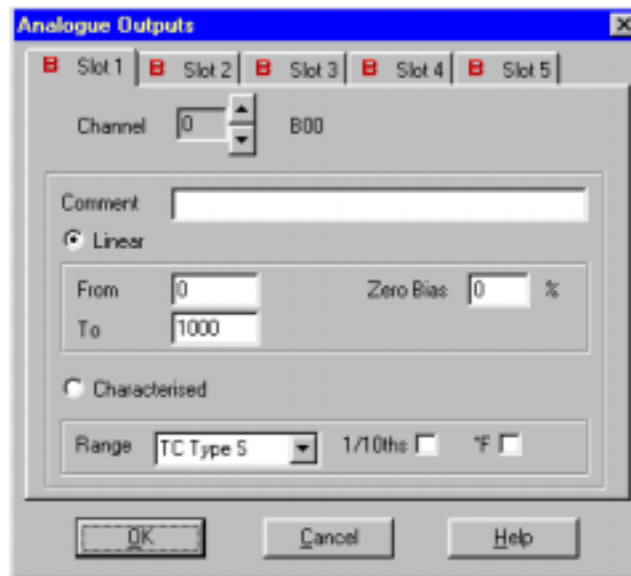 Analogue Outputs
B Slot 1 B Slot 2 B Slot 3 B Slot 4 B Slot 5
Channel 0 B00
Comment
Linear
From 0 Zero Bias 0 %
To 1000
Characterised
Range TC Type S 1/10ths °F
OK Cancel Help